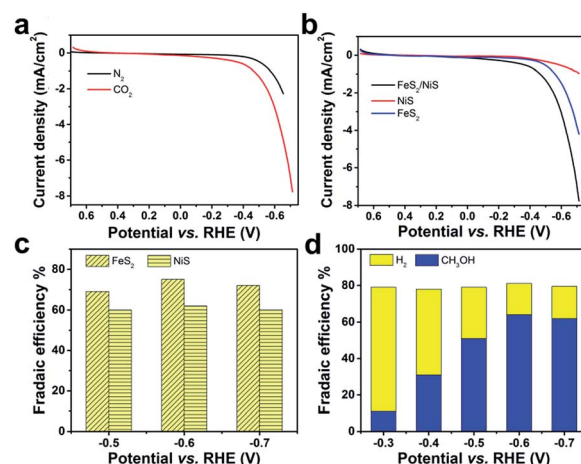 a
Current density (mA/cm²)
0
-2
-4
-6
-8
N₂
CO₂
0.6 0.4 0.2 0.0 -0.2 -0.4 -0.6
Potential vs. RHE (V)
b
Current density (mA/cm²)
0
-2
-4
-6
-8
FeS₂/NiS
NiS
FeS₂
0.6 0.4 0.2 0.0 -0.2 -0.4 -0.6
Potential vs. RHE (V)
c
Fradaic efficiency %
80
60
40
20
0
FeS₂ NiS
-0.5 -0.6 -0.7
Potential vs. RHE (V)
d
Fradaic efficiency %
100
80
60
40
20
0
H₂ CH₃OH
-0.3 -0.4 -0.5 -0.6 -0.7
Potential vs. RHE (V)